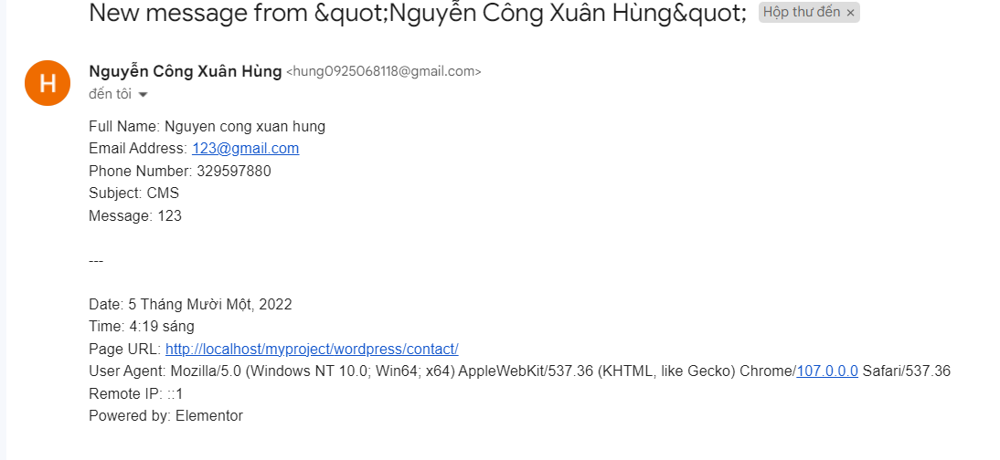 New message from &quot;Nguyễn Công Xuân Hùng&quot; Hộp thư đến ×
H
Nguyễn Công Xuân Hùng <hung0925068118@gmail.com>
đến tôi
Full Name: Nguyen cong xuan hung
Email Address: 123@gmail.com
Phone Number: 329597880
Subject: CMS
Message: 123
---
Date: 5 Tháng Mười Một, 2022
Time: 4:19 sáng
Page URL: http://localhost/myproject/wordpress/contact/
User Agent: Mozilla/5.0 (Windows NT 10.0; Win64; x64) AppleWebKit/537.36 (KHTML, like Gecko) Chrome/107.0.0.0 Safari/537.36
Remote IP: ::1
Powered by: Elementor